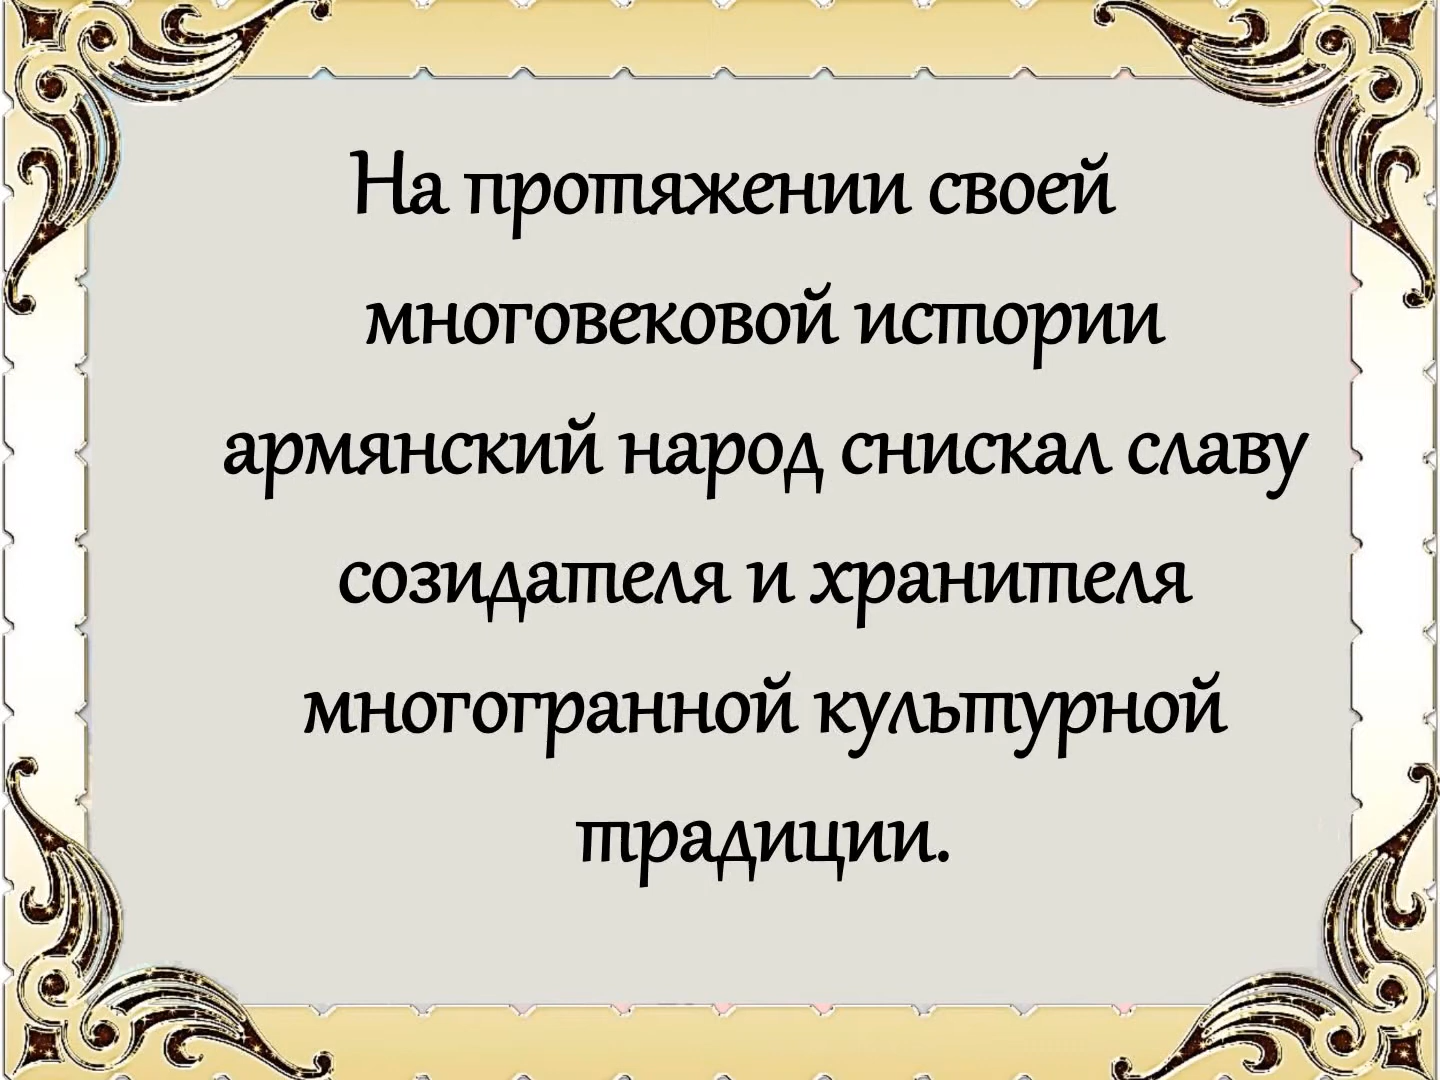 На протяжении своей
многовековой истории
армянский народ снискал славу
созидателя и хранителя
многогранной культурной
традиции.